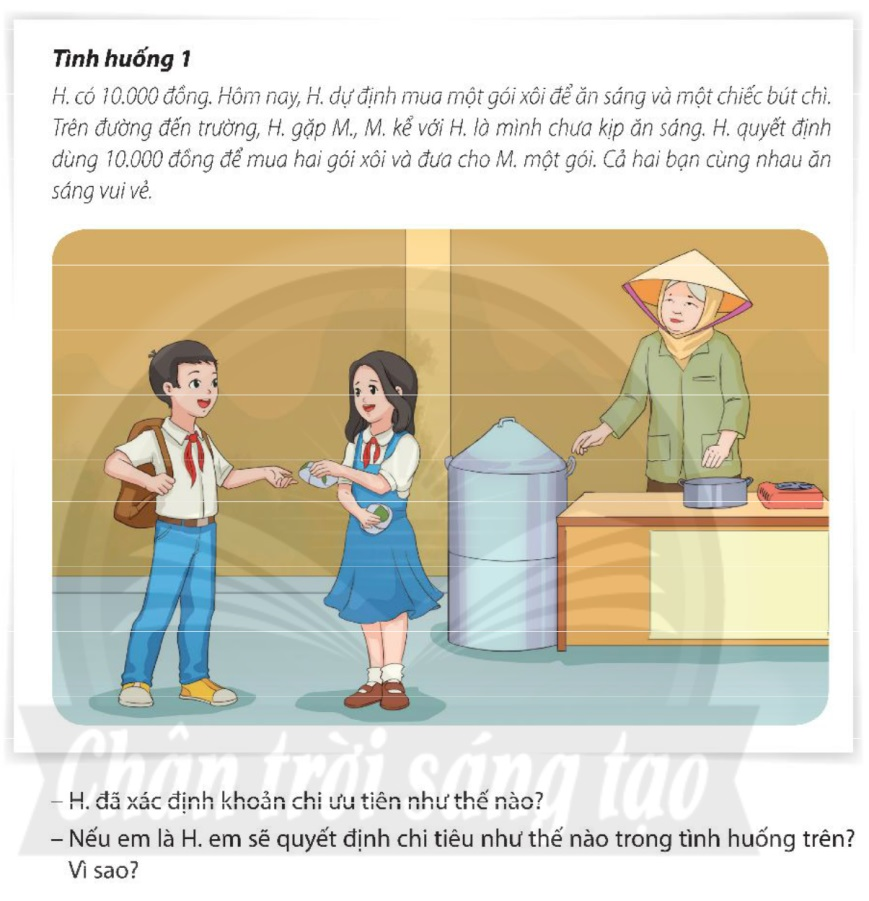 Tình huống 1
H. có 10.000 đồng. Hôm nay, H. dự định mua một gói xôi để ăn sáng và một chiếc bút chì.
Trên đường đến trường, H. gặp M., M. kể với H. là mình chưa kịp ăn sáng. H. quyết định
dùng 10.000 đồng để mua hai gói xôi và đưa cho M. một gói. Cả hai bạn cùng nhau ăn
sáng vui vẻ.
Chân trời sáng tạo
– H. đã xác định khoản chi ưu tiên như thế nào?
– Nếu em là H. em sẽ quyết định chi tiêu như thế nào trong tình huống trên?
Vì sao?